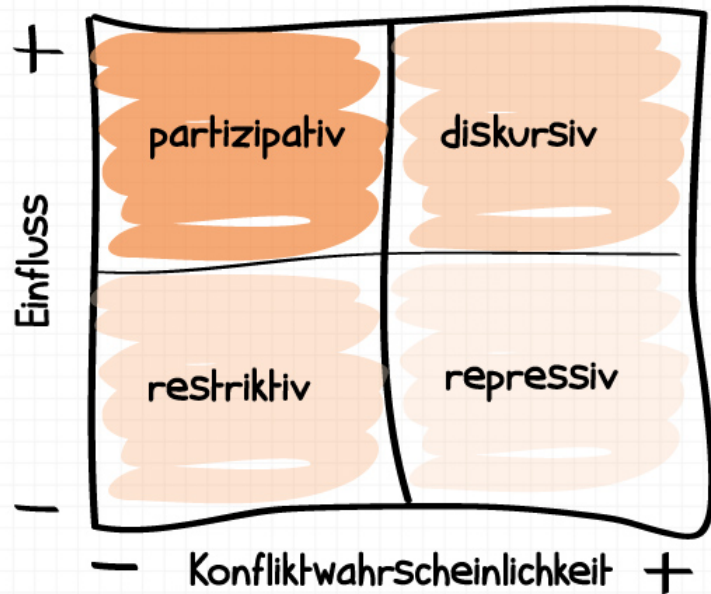 +
partizipativ
diskursiv
Einfluss
restriktiv
repressiv
−
− Konfliktwahrscheinlichkeit +